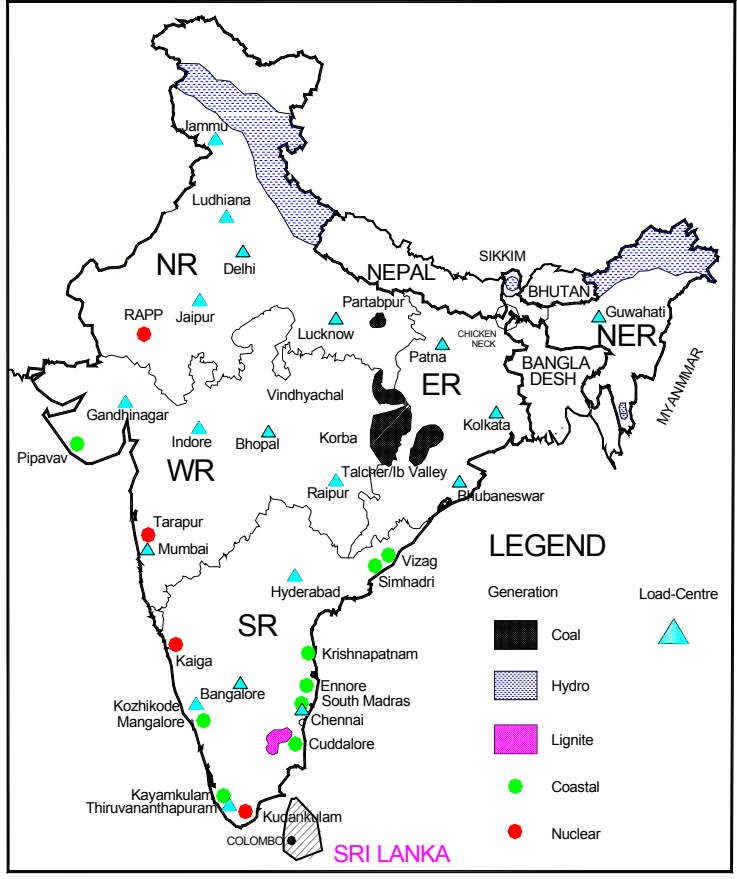 Jammu
Ludhiana
Delhi
NR
NEPAL
SIKKIM
BHUTAN
RAPP
Jaipur
Partabpur
Lucknow
CHICKEN
NECK
Guwahati
NER
Patna
BANGLA
DESH
MYANMMAR
ER
Vindhyachal
Gandhinagar
Indore
Bhopal
Korba
Kolkata
Pipavav
WR
Talcher/Ib Valley
Raipur
Bhubaneswar
Tarapur
Mumbai
Vizag
Simhadri
Hyderabad
SR
Kaiga
Krishnapatnam
Bangalore
Ennore
South Madras
Kozhikode
Mangalore
Chennai
Cuddalore
Kayamkulam
Thiruvananthapuram
Kudankulam
COLOMBO
SRI LANKA
LEGEND
Generation
Load-Centre
Coal
Hydro
Lignite
Coastal
Nuclear